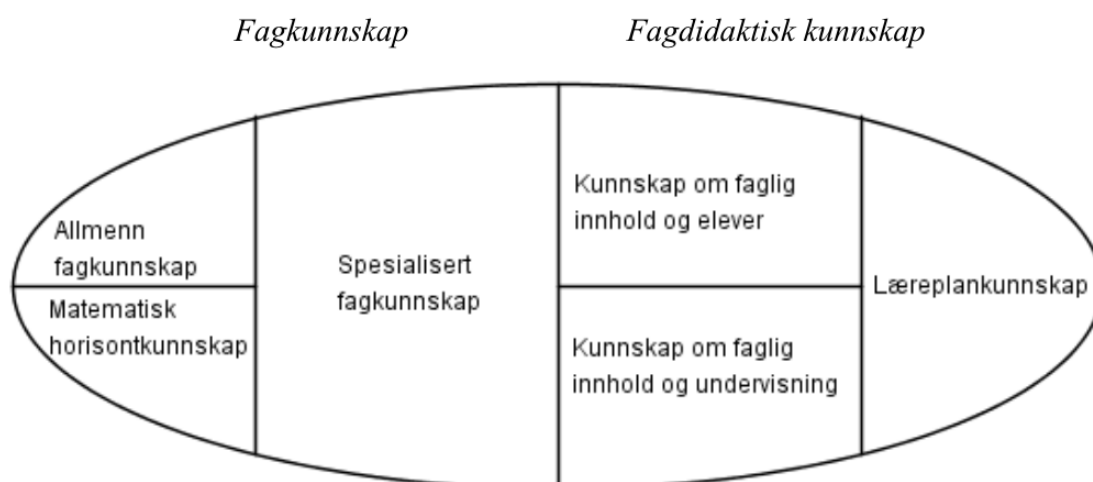 Fagkunnskap
Fagdidaktisk kunnskap
Allmenn
fagkunnskap
Matematisk
horisontkunnskap
Spesialisert
fagkunnskap
Kunnskap om faglig
innhold og elever
Kunnskap om faglig
innhold og undervisning
Læreplankunnskap